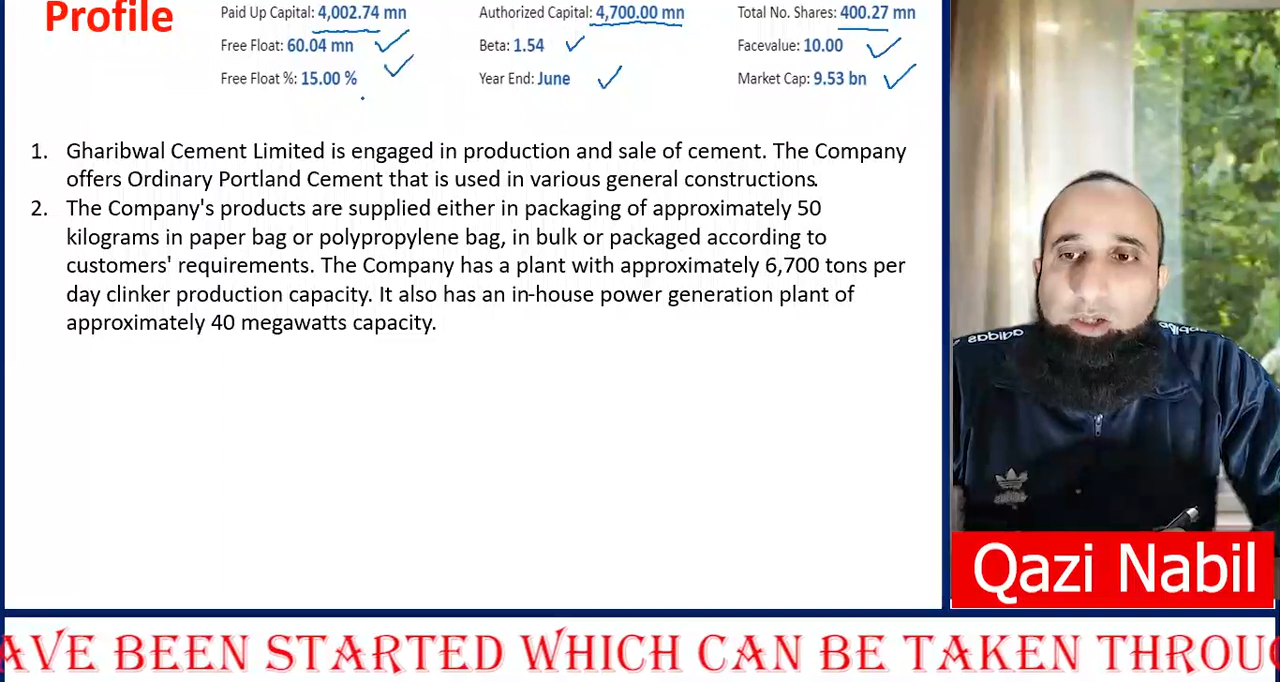 Profile
Paid Up Capital: 4,002.74 mn
Authorized Capital: 4,700.00 mn
Total No. Shares: 400.27 mn
Free Float: 60.04 mn
Beta: 1.54
Facevalue: 10.00
Free Float %: 15.00 %
Year End: June
Market Cap: 9.53 bn
1. Gharibwal Cement Limited is engaged in production and sale of cement. The Company
offers Ordinary Portland Cement that is used in various general constructions.
2. The Company's products are supplied either in packaging of approximately 50
kilograms in paper bag or polypropylene bag, in bulk or packaged according to
customers' requirements. The Company has a plant with approximately 6,700 tons per
day clinker production capacity. It also has an in-house power generation plant of
approximately 40 megawatts capacity.
adidas
Qazi Nabil
AVE BEEN STARTED WHICH CAN BE TAKEN THROU